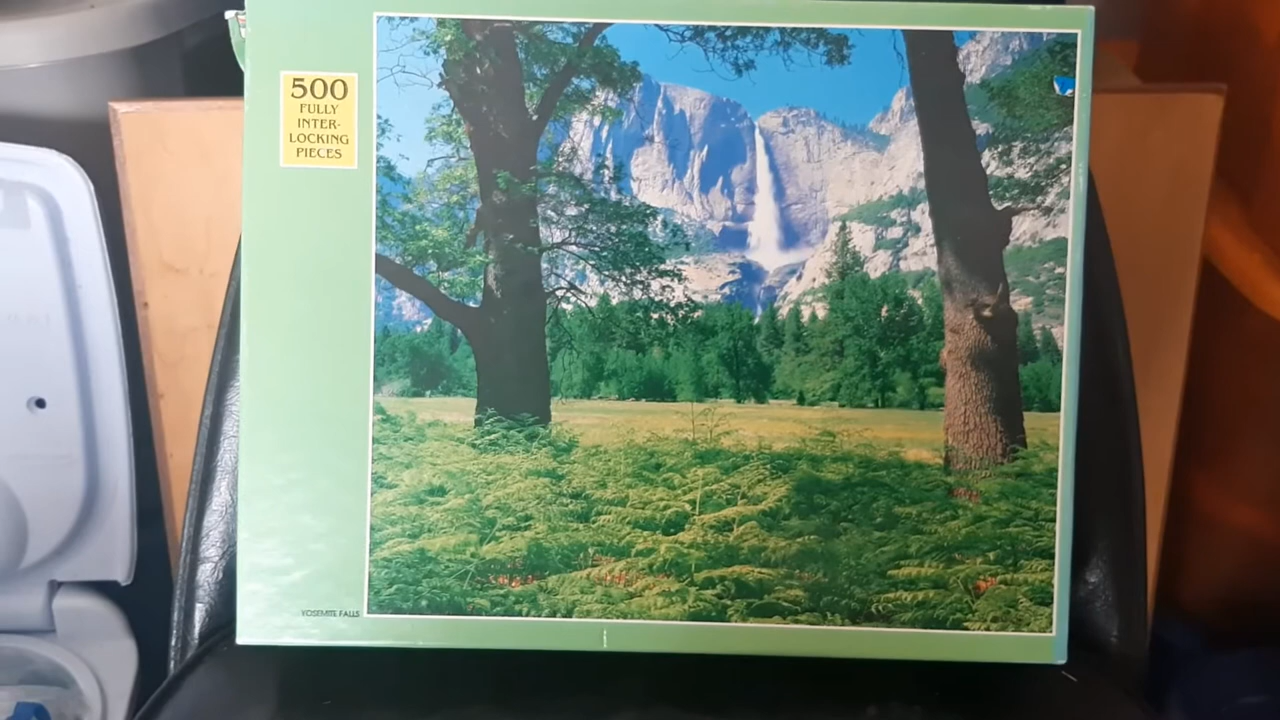 500
FULLY
INTER-
LOCKING
PIECES
YOSEMITE FALLS